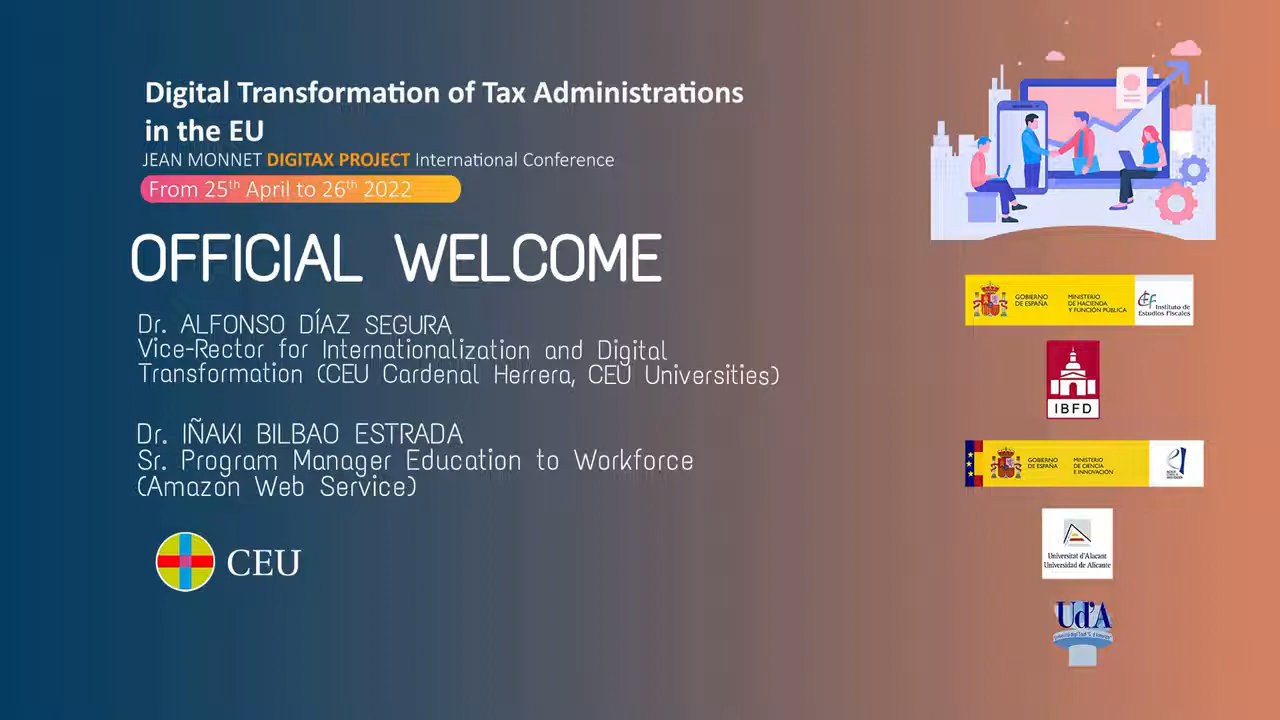 Digital Transformation of Tax Administrations
in the EU
JEAN MONNET DIGITAX PROJECT International Conference
From 25th April to 26th 2022
OFFICIAL WELCOME
Dr. ALFONSO DÍAZ SEGURA
Vice-Rector for Internationalization and Digital
Transformation (CEU Cardenal Herrera, CEU Universities)
Dr. IÑAKI BILBAO ESTRADA
Sr. Program Manager Education to Workforce
(Amazon Web Service)
CEU
GOBIERNO
DE ESPAÑA
MINISTERIO
DE HACIENDA
Y FUNCIÓN PÚBLICA
IEF Instituto de
Estudios Fiscales
IBFD
GOBIERNO
DE ESPAÑA
MINISTERIO
DE CIENCIA
E INNOVACIÓN
Universitat d'Alacant
Universidad de Alicante
Ud'A